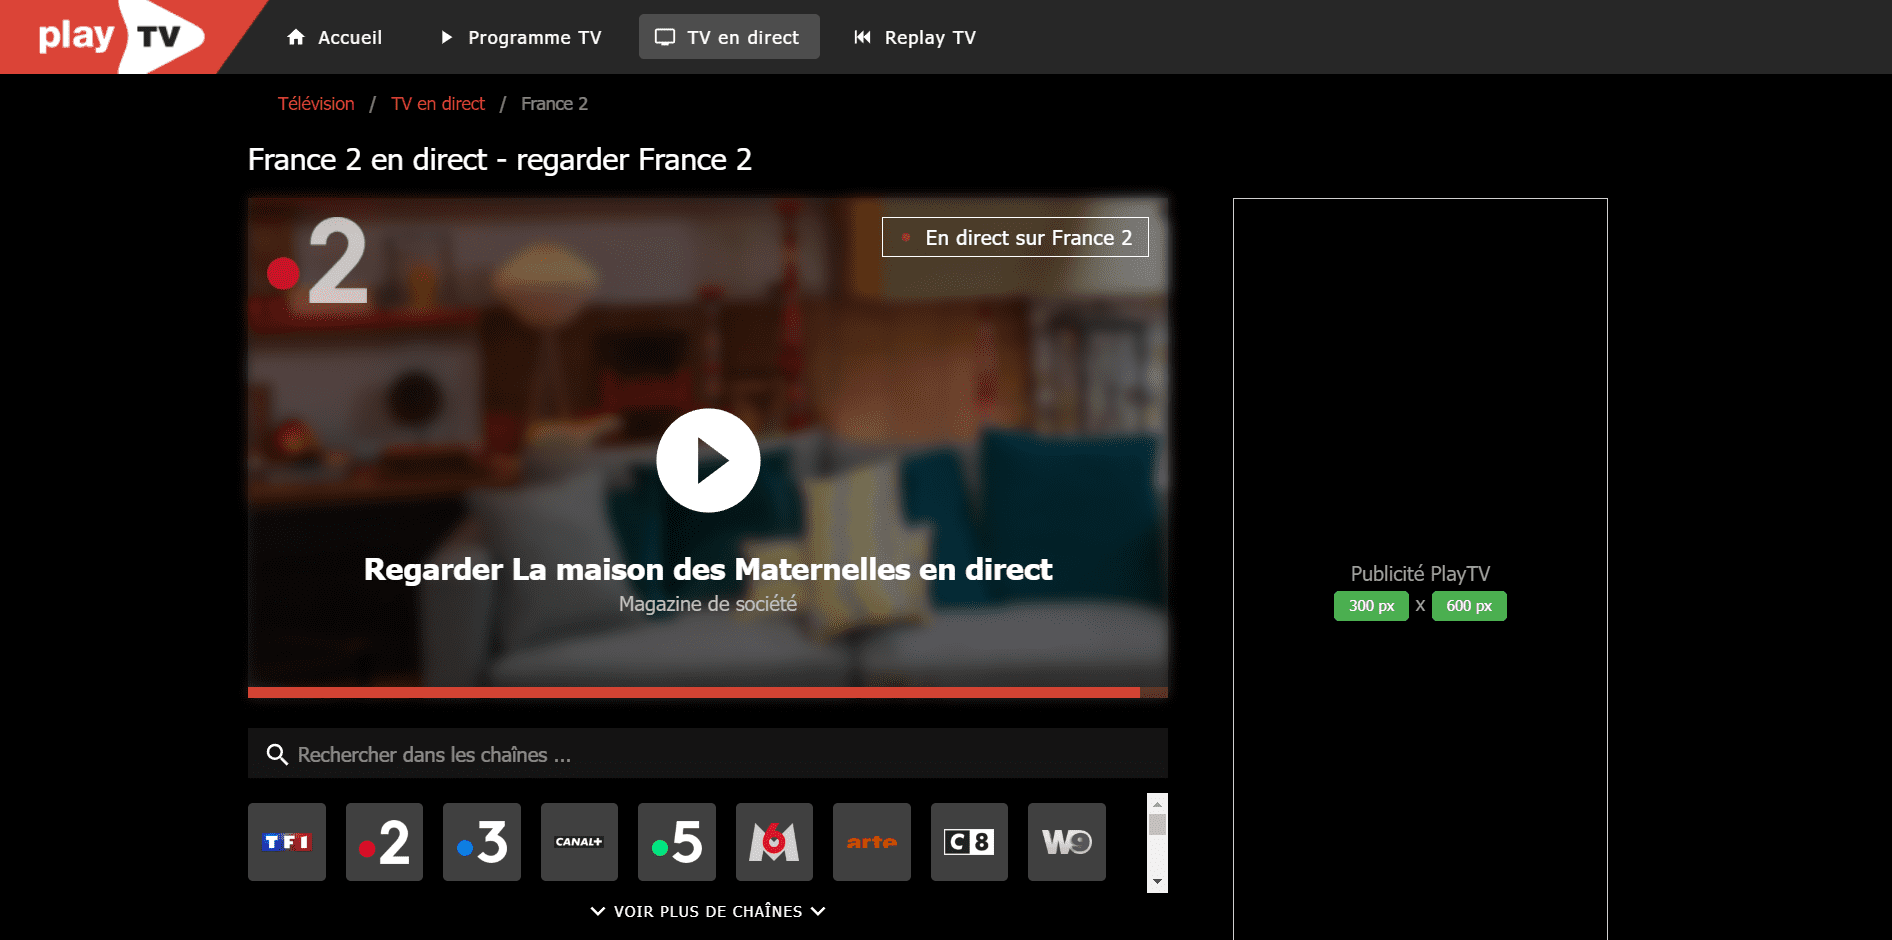 play TV
Accueil
Programme TV
TV en direct
Replay TV
Télévision / TV en direct / France 2
France 2 en direct - regarder France 2
2
En direct sur France 2
Regarder La maison des Maternelles en direct
Magazine de société
Publicité PlayTV
300 px x 600 px
Rechercher dans les chaînes ...
TF1
2
3
CANAL+
5
M6
arte
C8
W9
VOIR PLUS DE CHAÎNES